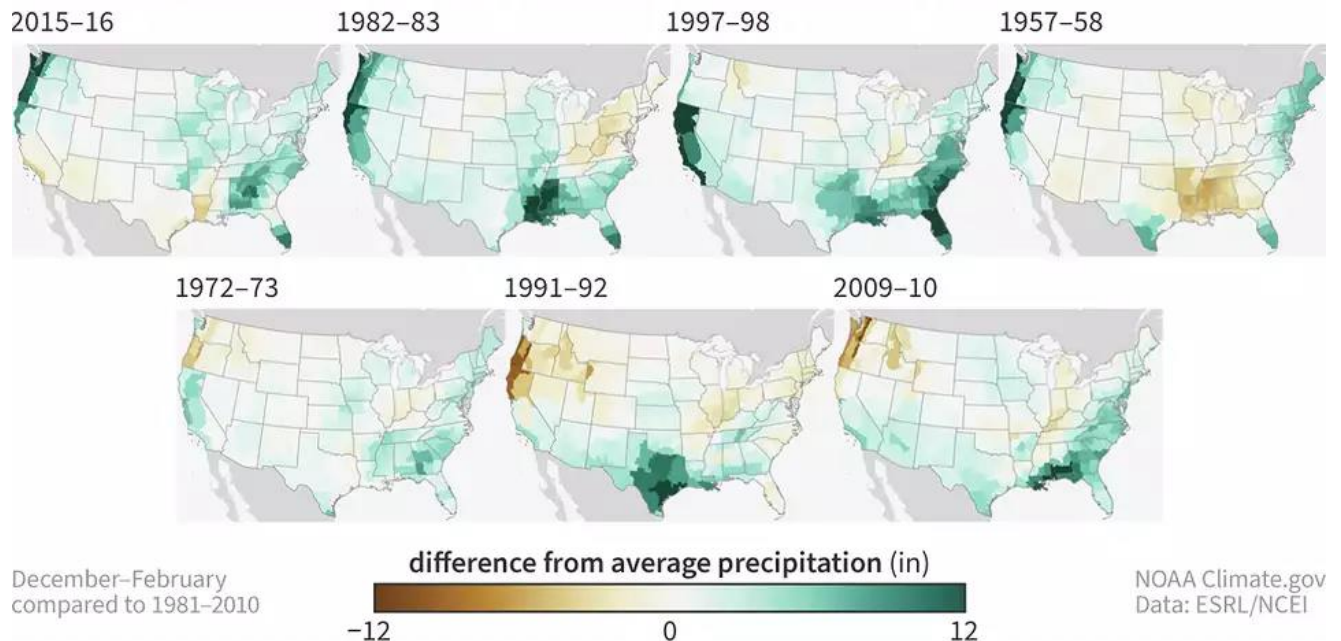 2015–16
1982–83
1997–98
1957–58
1972–73
1991–92
2009–10
difference from average precipitation (in)
−12
0
12
December–February
compared to 1981–2010
NOAA Climate.gov
Data: ESRL/NCEI